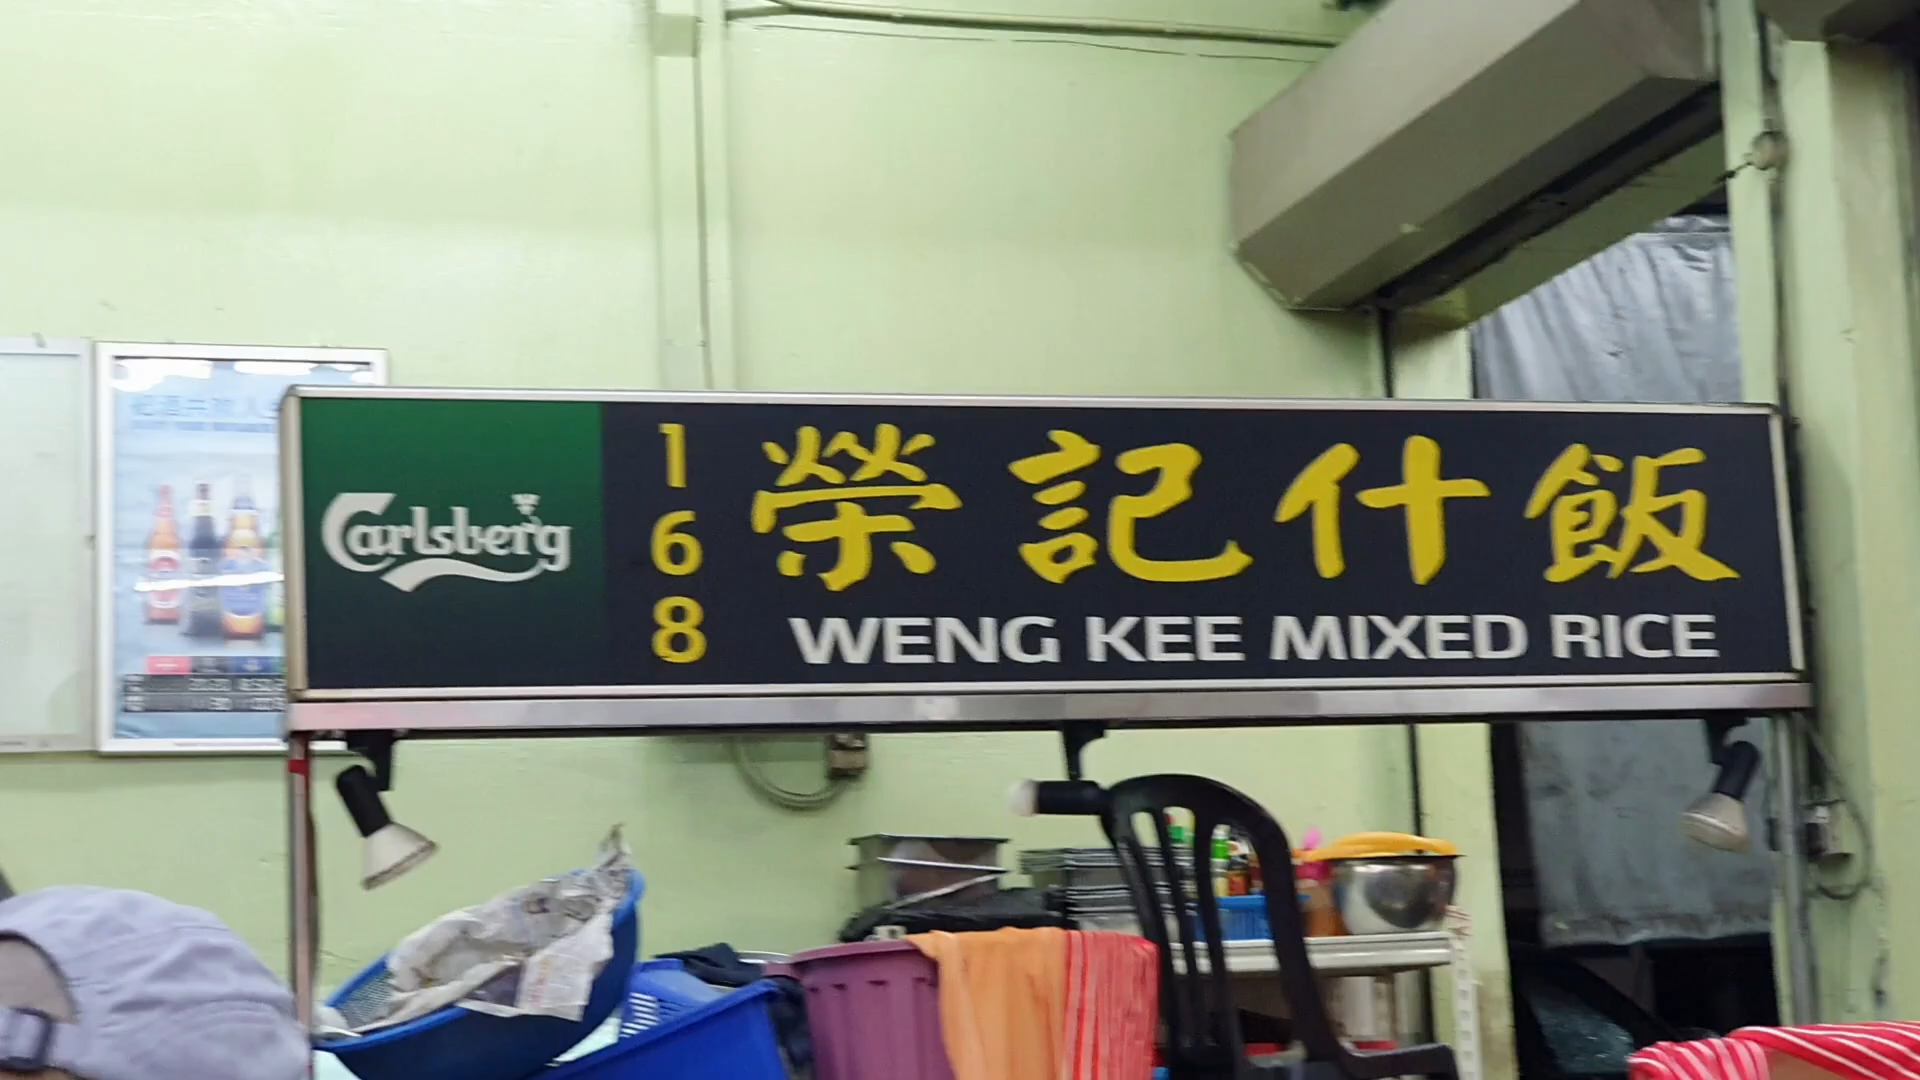 Carlsberg
168
榮記什飯
WENG KEE MIXED RICE